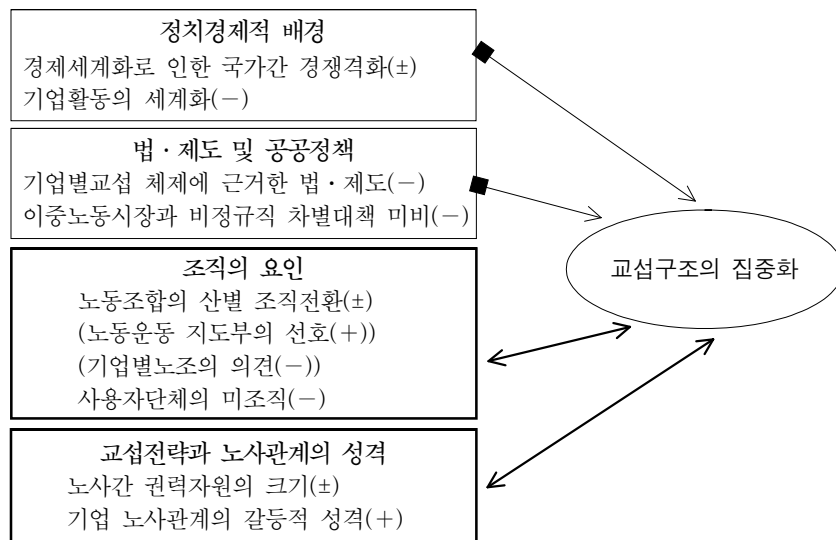 정치경제적 배경
경제세계화로 인한 국가간 경쟁격화(±)
기업활동의 세계화(－)
법·제도 및 공공정책
기업별교섭 체제에 근거한 법·제도(－)
이중노동시장과 비정규직 차별대책 미비(－)
조직의 요인
노동조합의 산별 조직전환(±)
(노동운동 지도부의 선호(＋))
(기업별노조의 의견(－))
사용자단체의 미조직(－)
교섭전략과 노사관계의 성격
노사간 권력자원의 크기(±)
기업 노사관계의 갈등적 성격(＋)
교섭구조의 집중화